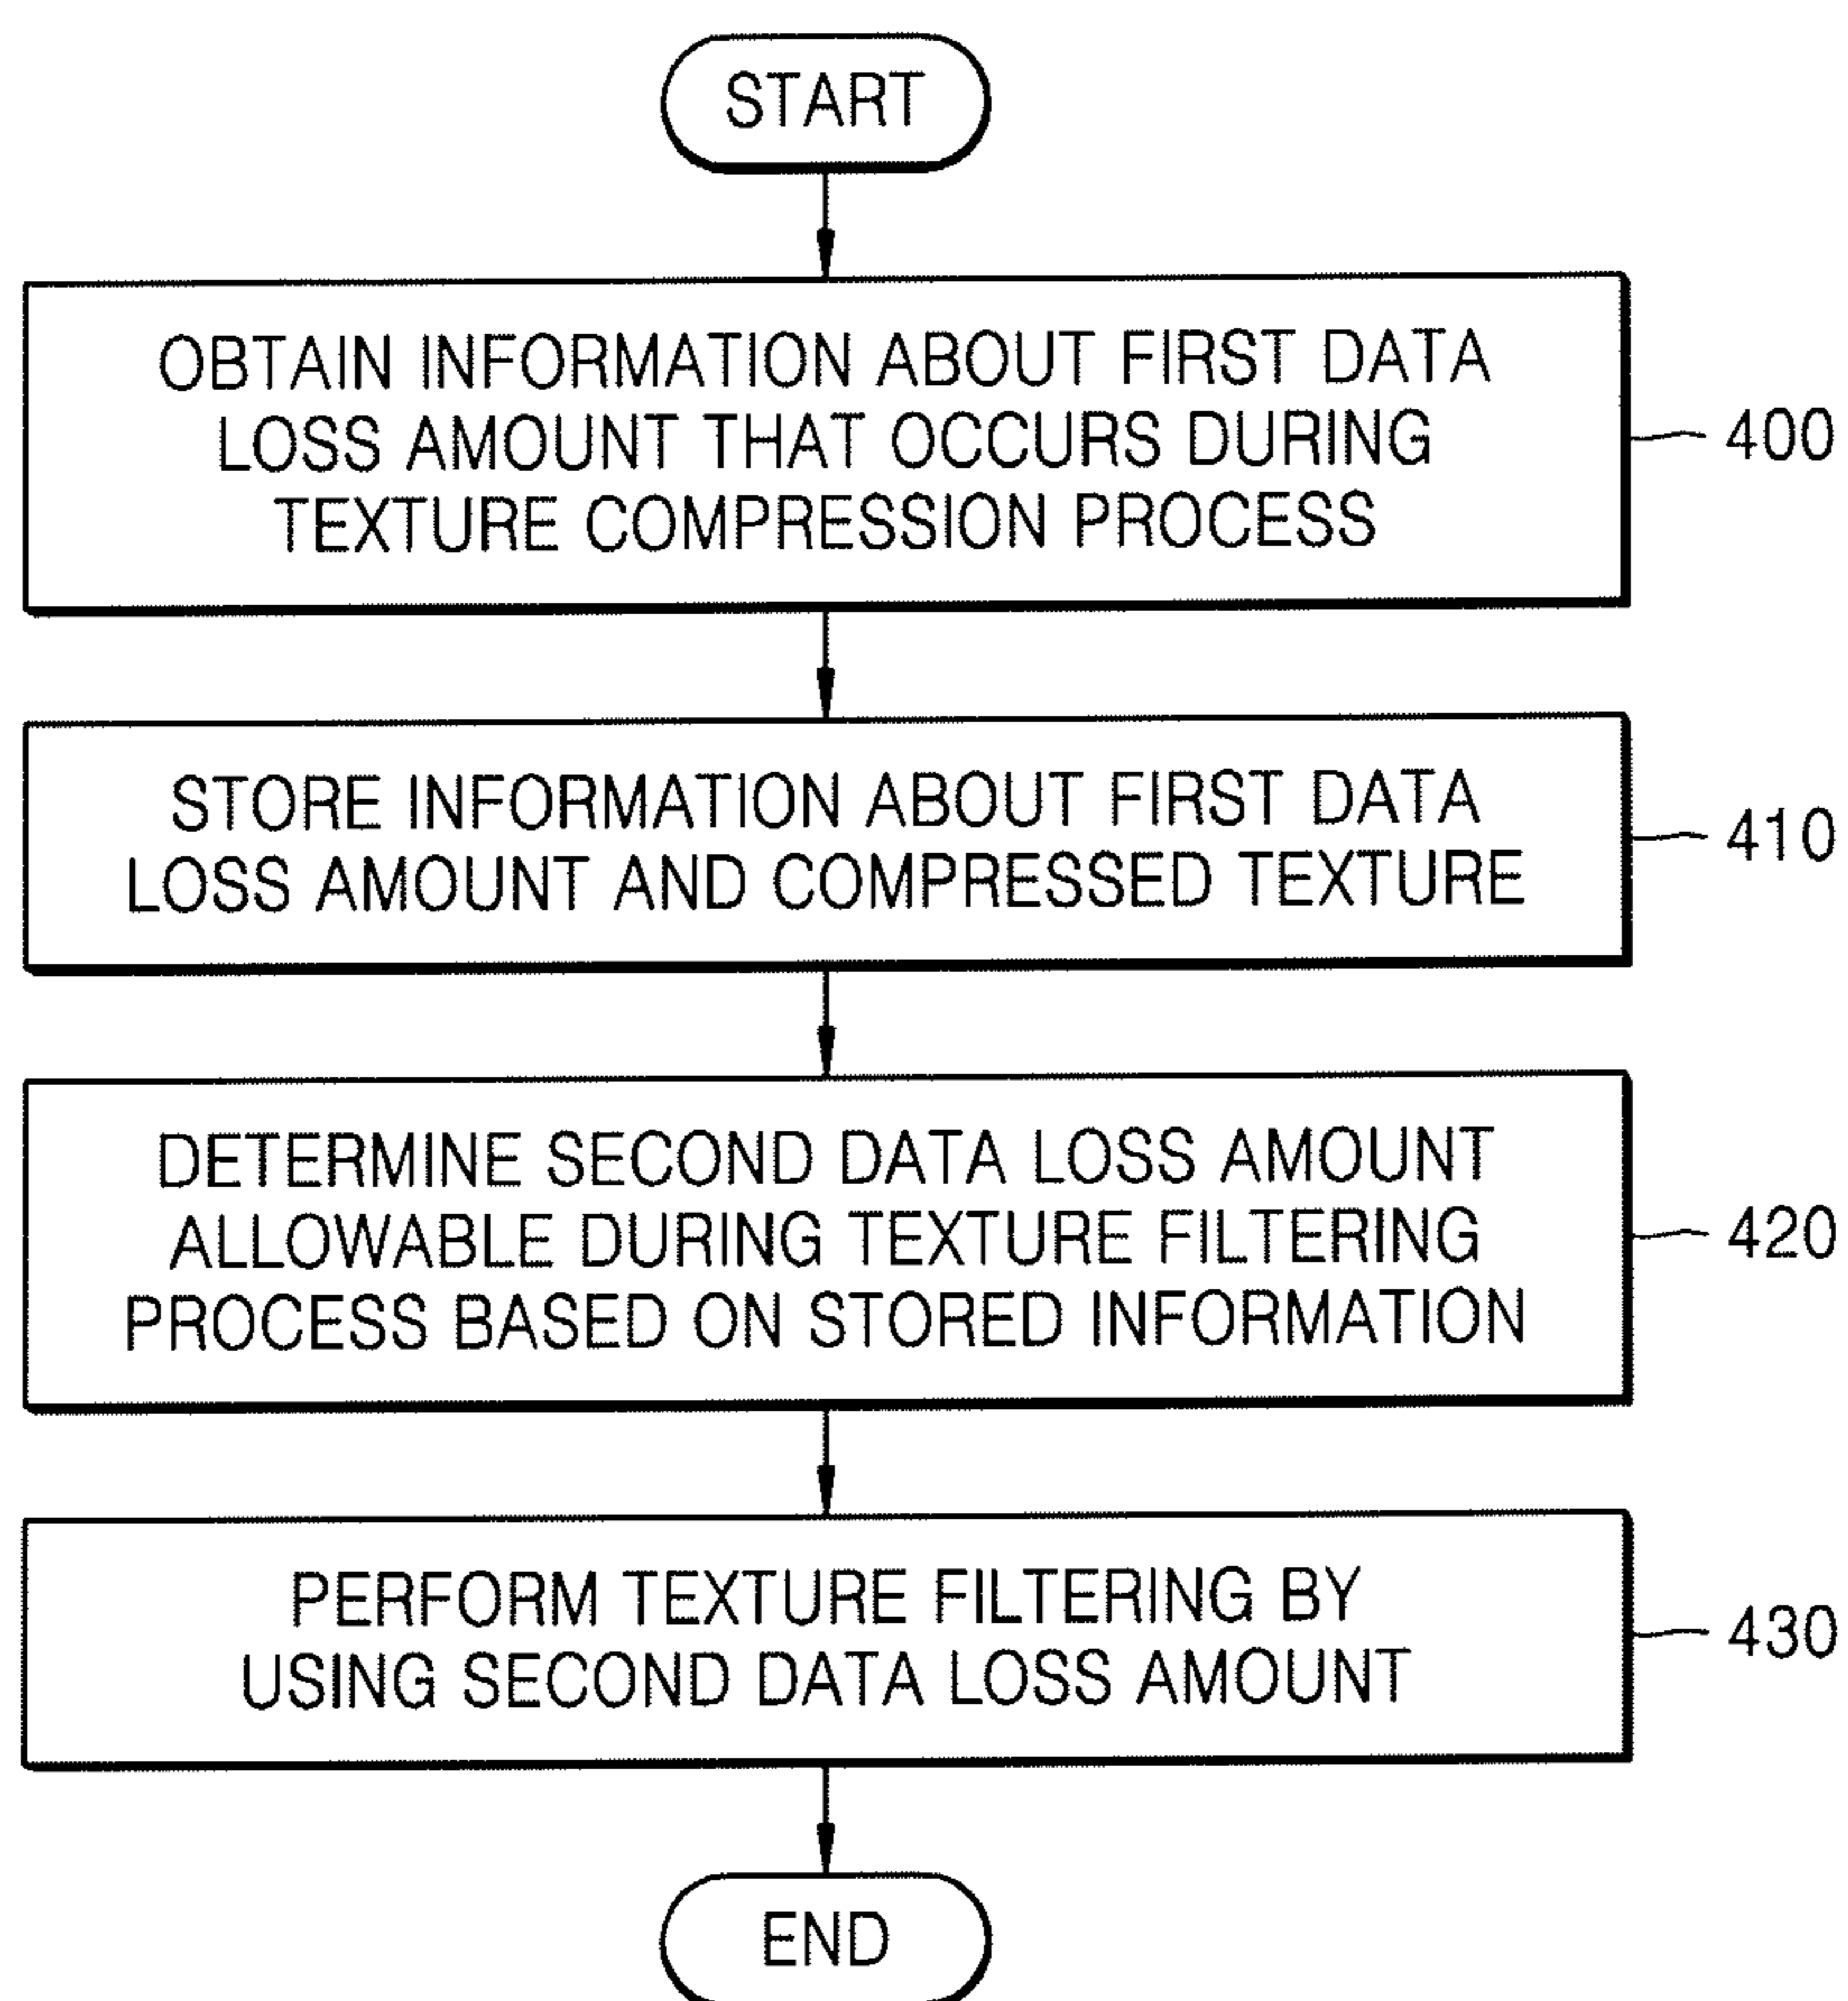 START
OBTAIN INFORMATION ABOUT FIRST DATA
LOSS AMOUNT THAT OCCURS DURING
TEXTURE COMPRESSION PROCESS
400
STORE INFORMATION ABOUT FIRST DATA
LOSS AMOUNT AND COMPRESSED TEXTURE
410
DETERMINE SECOND DATA LOSS AMOUNT
ALLOWABLE DURING TEXTURE FILTERING
PROCESS BASED ON STORED INFORMATION
420
PERFORM TEXTURE FILTERING BY
USING SECOND DATA LOSS AMOUNT
430
END